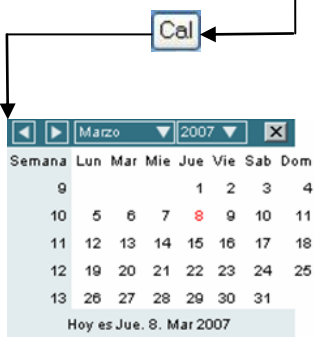 Cal
Marzo 2007
Semana Lun Mar Mie Jue Vie Sab Dom
9 1 2 3 4
10 5 6 7 8 9 10 11
11 12 13 14 15 16 17 18
12 19 20 21 22 23 24 25
13 26 27 28 29 30 31
Hoy es Jue. 8. Mar 2007